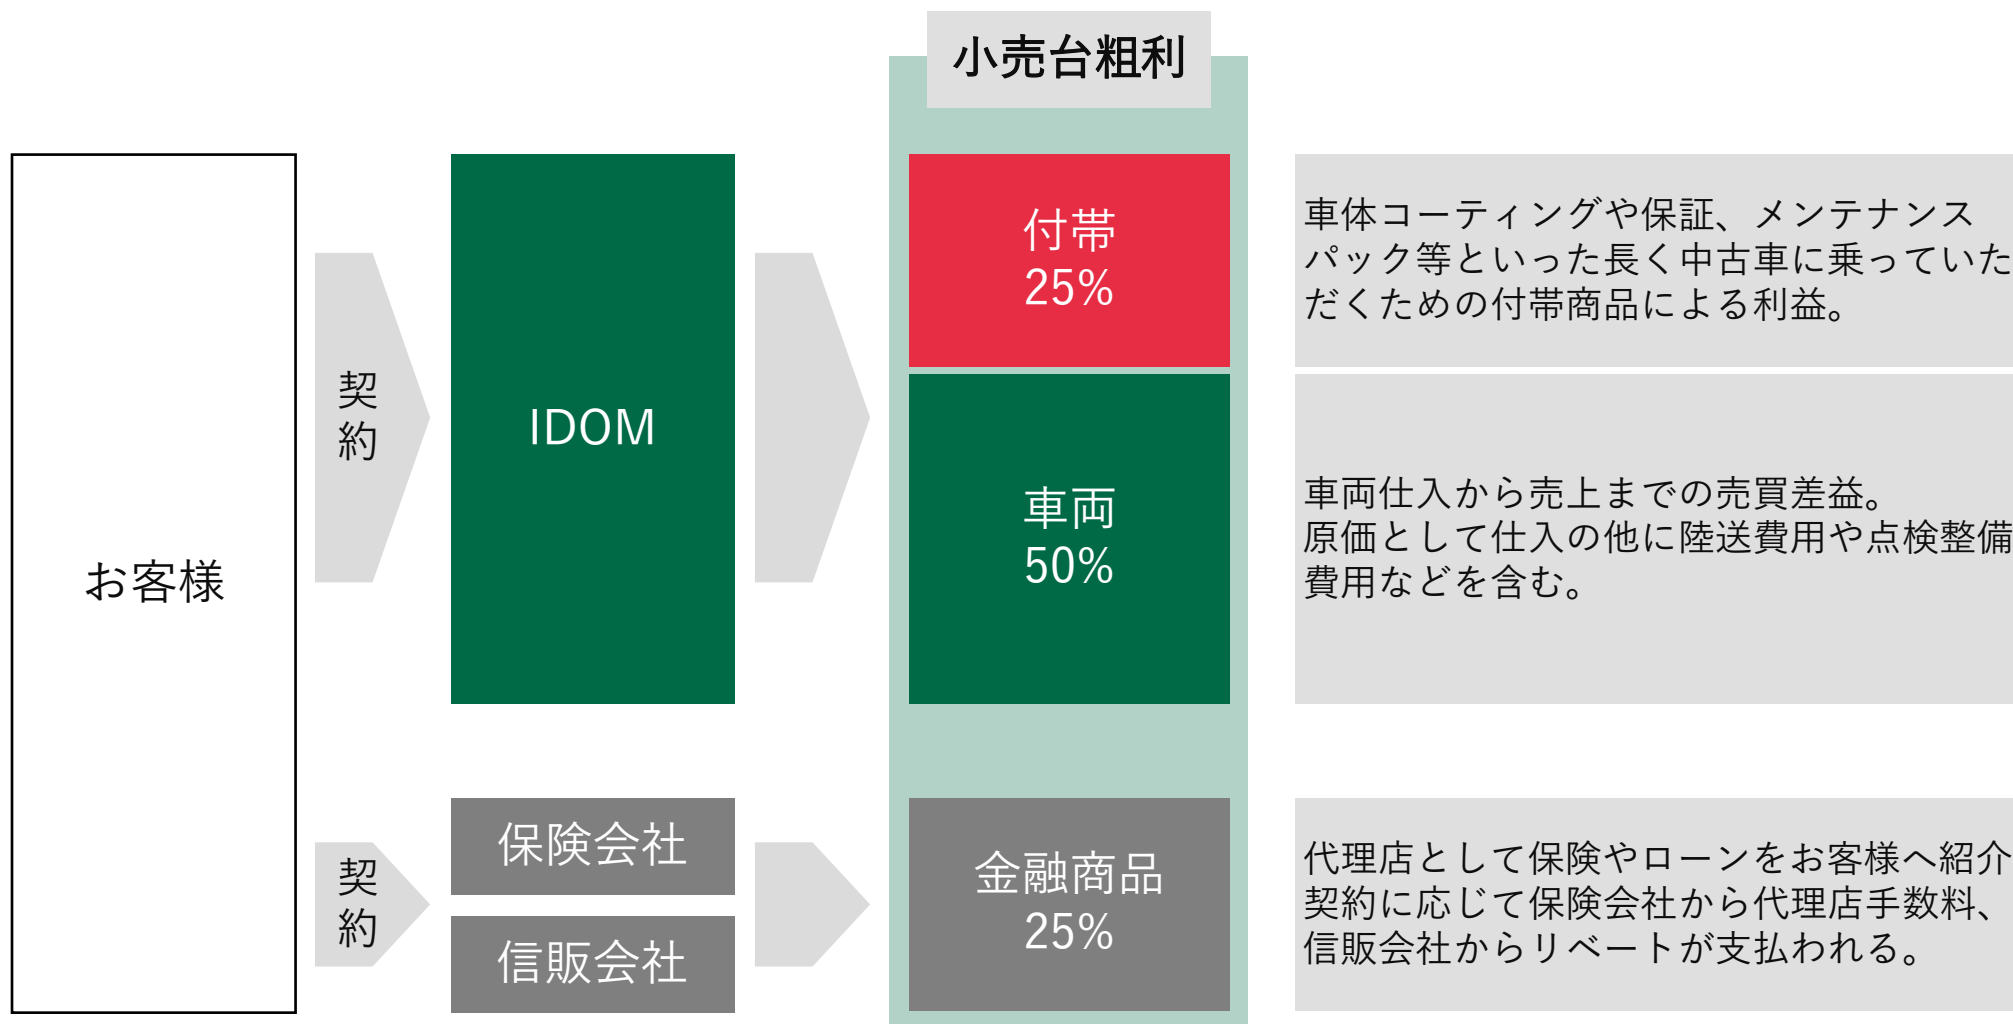 小売台粗利
お客様
契約
IDOM
付帯
25%
車体コーティングや保証、メンテナンス
パック等といった長く中古車に乗っていた
だくための付帯商品による利益。
車両
50%
車両仕入から売上までの売買差益。
原価として仕入の他に陸送費用や点検整備
費用などを含む。
契約
保険会社
信販会社
金融商品
25%
代理店として保険やローンをお客様へ紹介
契約に応じて保険会社から代理店手数料、
信販会社からリベートが支払われる。